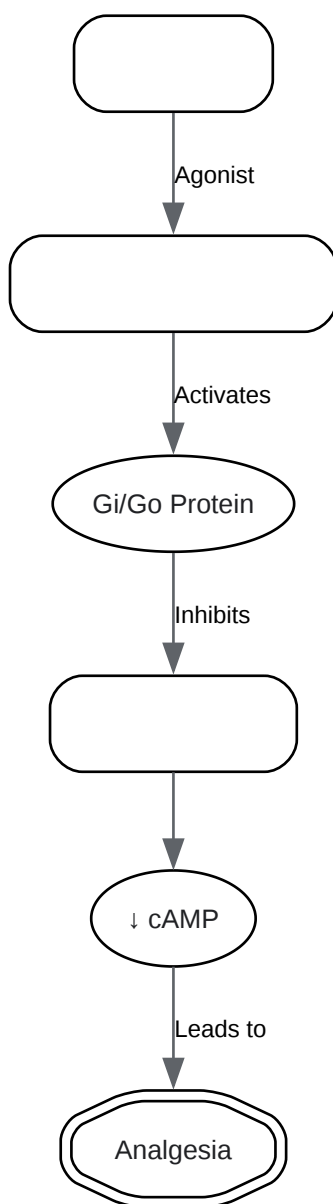 Agonist
Activates
Gi/Go Protein
Inhibits
↓ cAMP
Leads to
Analgesia